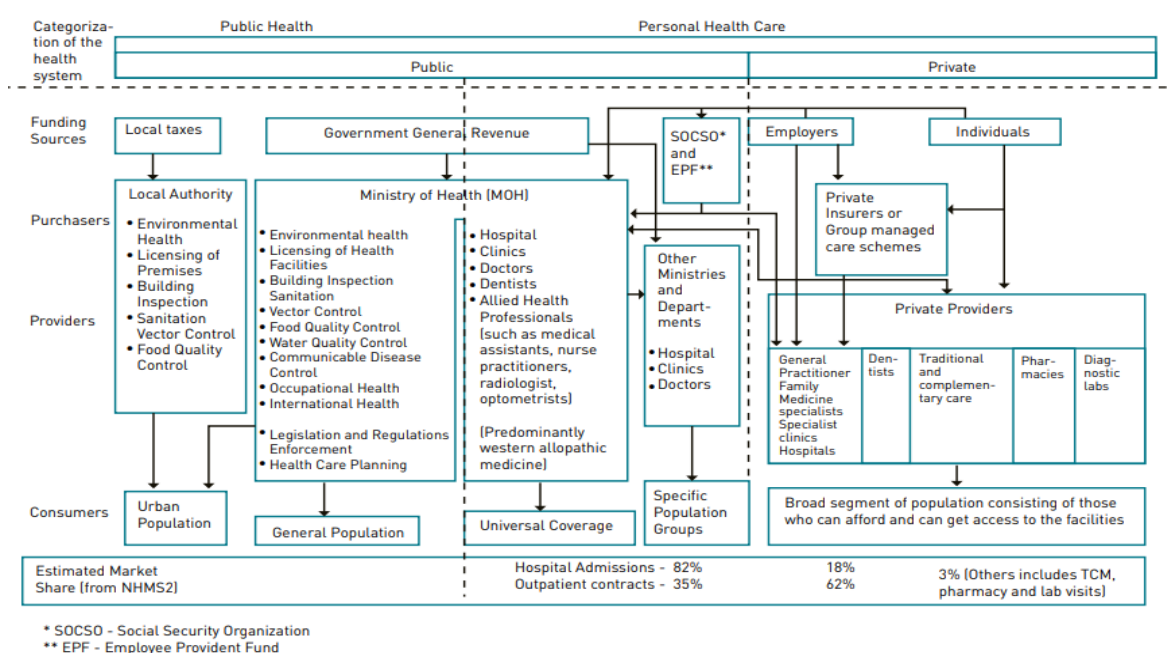 Categoriza-
tion of the
health
system
Public Health
Personal Health Care
Public
Private
Funding
Sources
Local taxes
Government General Revenue
SOCSO*
and
EPF**
Employers
Individuals
Purchasers
Providers
Local Authority
• Environmental
Health
• Licensing of
Premises
• Building
Inspection
• Sanitation
Vector Control
• Food Quality
Control
Ministry of Health (MOH)
• Environmental health
• Licensing of Health
Facilities
• Building Inspection
Sanitation
• Vector Control
• Food Quality Control
• Water Quality Control
• Communicable Disease
Control
• Occupational Health
• International Health
• Legislation and Regulations
Enforcement
• Health Care Planning
• Hospital
• Clinics
• Doctors
• Dentists
• Allied Health
Professionals
(such as medical
assistants, nurse
practitioners,
radiologist,
optometrists)
(Predominantly
western allopathic
medicine)
Other
Ministries
and
Depart-
ments
• Hospital
• Clinics
• Doctors
Private
Insurers or
Group managed
care schemes
Private Providers
General
Practitioner
Family
Medicine
specialists
Specialist
clinics
Hospitals
Den-
tists
Traditional
and
complemen-
tary care
Phar-
macies
Diag-
nostic
labs
Consumers
Urban
Population
General Population
Universal Coverage
Specific
Population
Groups
Broad segment of population consisting of those
who can afford and can get access to the facilities
Estimated Market
Share (from NHMS2)
Hospital Admissions - 82%
Outpatient contracts - 35%
18%
62%
3% (Others includes TCM,
pharmacy and lab visits)
* SOCSO - Social Security Organization
** EPF - Employee Provident Fund